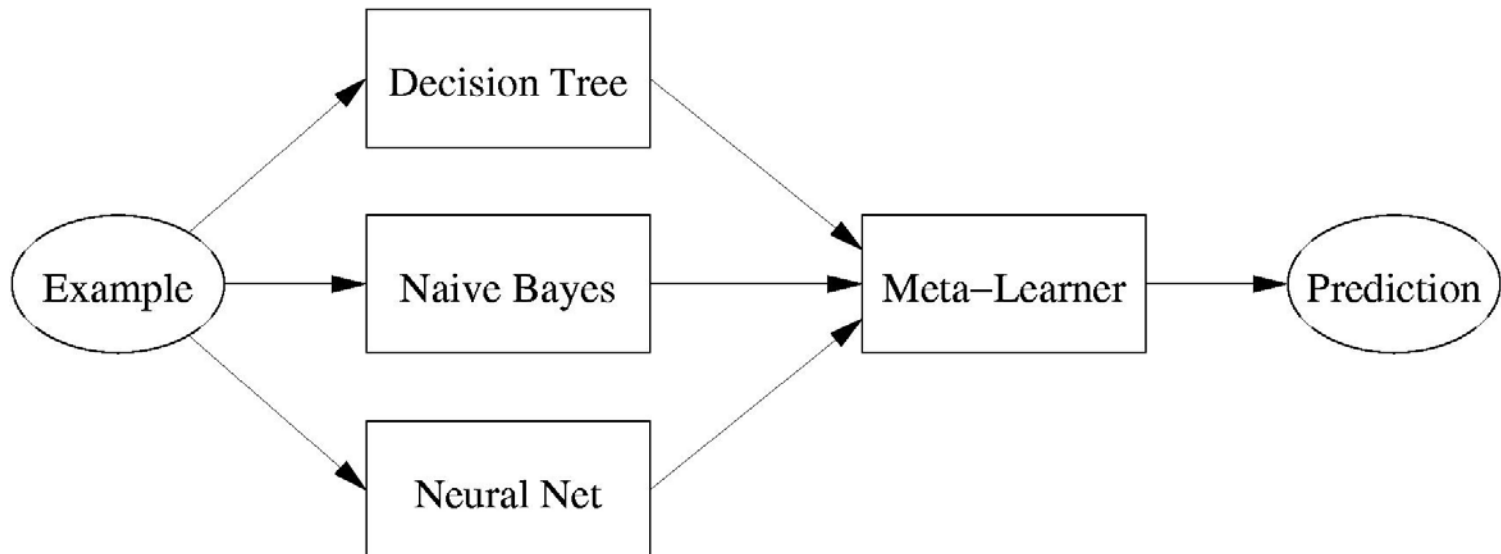 Decision Tree
Example
Naive Bayes
Meta–Learner
Prediction
Neural Net